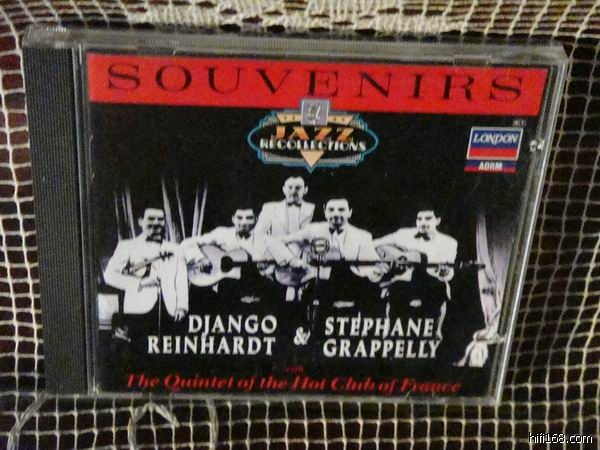 SOUVENIRS
JAZZ
RECOLLECTIONS
LONDON
ADRM
DJANGO
REINHARDT
&
STEPHANE
GRAPPELLY
with
The Quintet of the Hot Club of France
hifi168.com